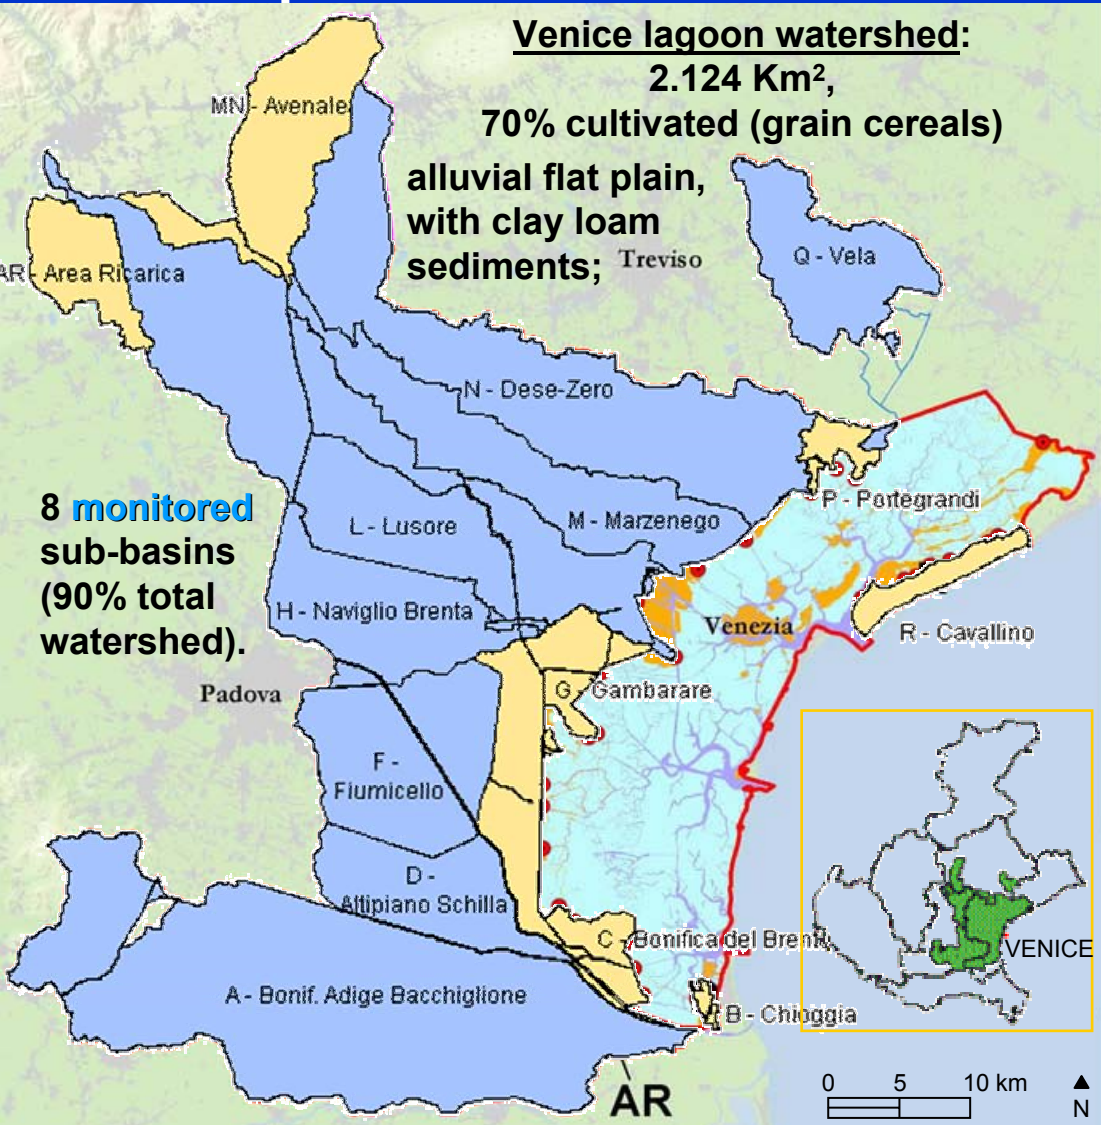 Venice lagoon watershed:
2.124 Km²,
70% cultivated (grain cereals)
alluvial flat plain,
with clay loam
sediments;
MN - Avenale
AR - Area Ricarica
Treviso
Q - Vela
N - Dese-Zero
8 monitored
sub-basins
(90% total
watershed).
L - Lusore
M - Marzenego
P - Portegrandi
H - Naviglio Brenta
Venezia
R - Cavallino
Padova
G - Gambarare
F -
Fiumicello
D -
Altipiano Schilla
C - Bonifica del Brenta
VENICE
A - Bonif. Adige Bacchiglione
B - Chioggia
AR
0 5 10 km
N